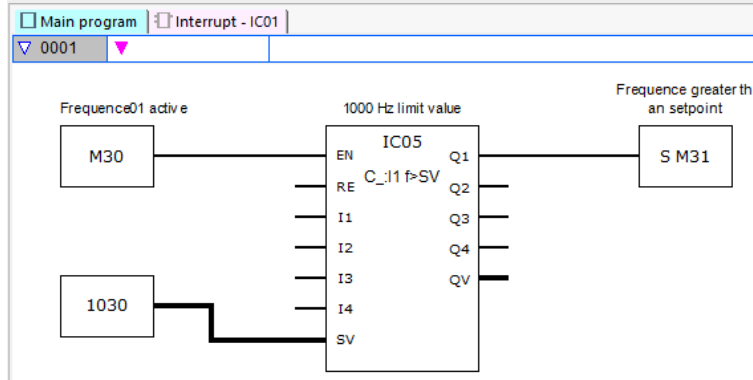 Main program
Interrupt - IC01
0001
Frequence01 active
1000 Hz limit value
Frequence greater th
an setpoint
M30
IC05
C_:I1 f>SV
EN
RE
I1
I2
I3
I4
SV
Q1
Q2
Q3
Q4
QV
S M31
1030